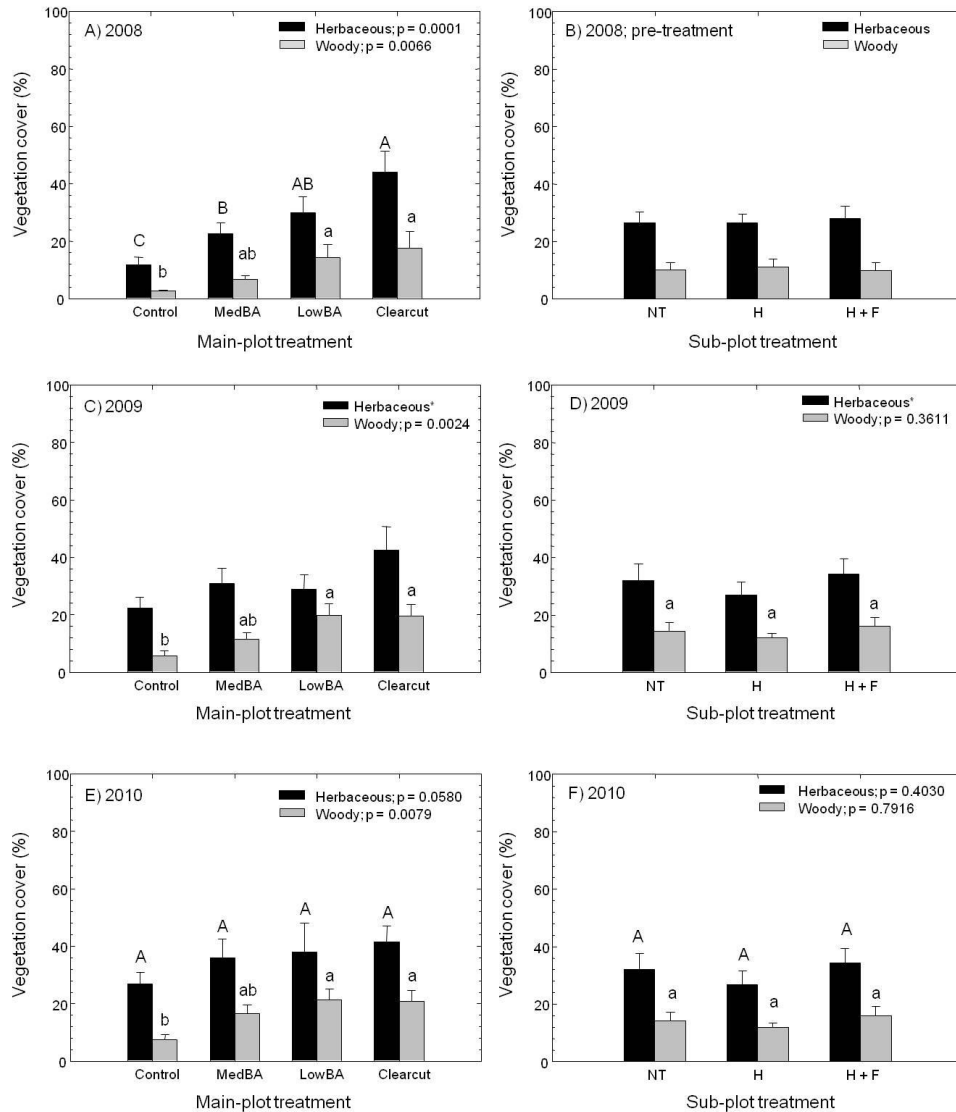 A) 2008
Herbaceous; p = 0.0001
Woody; p = 0.0066
Vegetation cover (%)
100
80
60
40
20
0
C
b
B
ab
AB
a
A
a
Control
MedBA
LowBA
Clearcut
Main-plot treatment
B) 2008; pre-treatment
Herbaceous
Woody
Vegetation cover (%)
100
80
60
40
20
0
NT
H
H + F
Sub-plot treatment
C) 2009
Herbaceous*
Woody; p = 0.0024
Vegetation cover (%)
100
80
60
40
20
0
b
ab
a
a
Control
MedBA
LowBA
Clearcut
Main-plot treatment
D) 2009
Herbaceous*
Woody; p = 0.3611
Vegetation cover (%)
100
80
60
40
20
0
a
a
a
NT
H
H + F
Sub-plot treatment
E) 2010
Herbaceous; p = 0.0580
Woody; p = 0.0079
Vegetation cover (%)
100
80
60
40
20
0
A
b
A
ab
A
a
A
a
Control
MedBA
LowBA
Clearcut
Main-plot treatment
F) 2010
Herbaceous; p = 0.4030
Woody; p = 0.7916
Vegetation cover (%)
100
80
60
40
20
0
A
a
A
a
A
a
NT
H
H + F
Sub-plot treatment